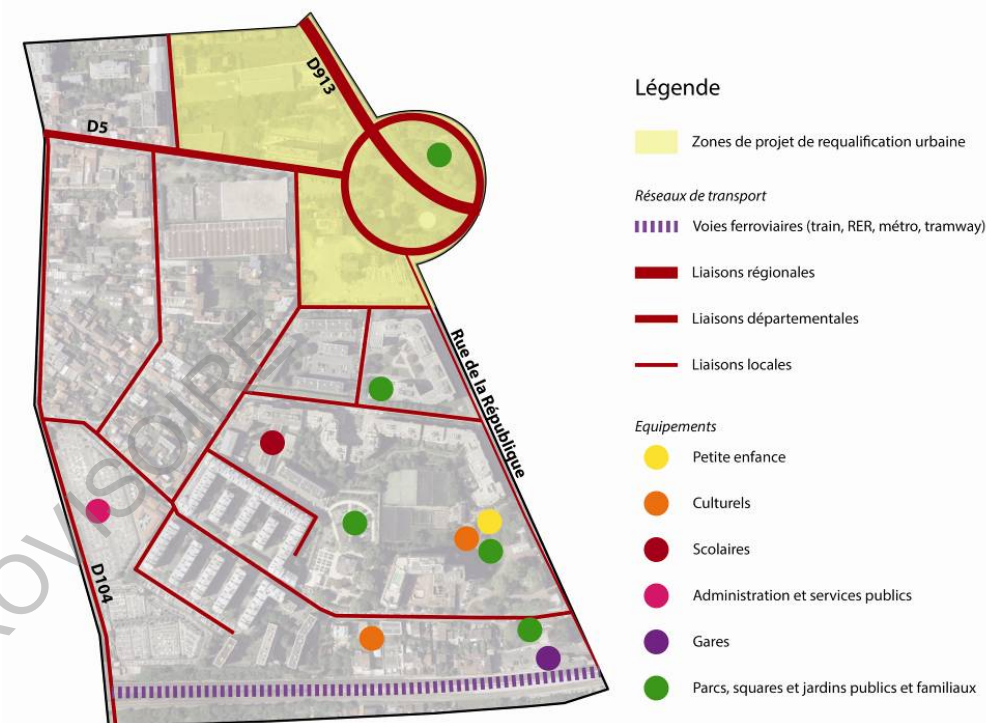 D913
D5
Rue de la République
D104
ROVISOIRE
Légende
Zones de projet de requalification urbaine
Réseaux de transport
Voies ferroviaires (train, RER, métro, tramway)
Liaisons régionales
Liaisons départementales
Liaisons locales
Equipements
Petite enfance
Culturels
Scolaires
Administration et services publics
Gares
Parcs, squares et jardins publics et familiaux